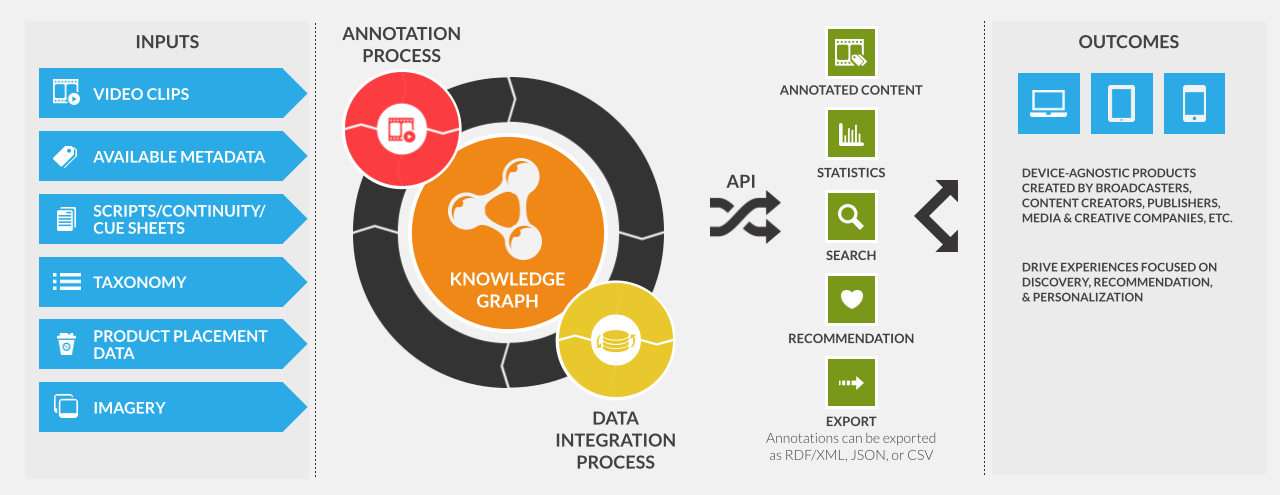 INPUTS
VIDEO CLIPS
AVAILABLE METADATA
SCRIPTS/CONTINUITY/
CUE SHEETS
TAXONOMY
PRODUCT PLACEMENT
DATA
IMAGERY
ANNOTATION
PROCESS
KNOWLEDGE
GRAPH
DATA
INTEGRATION
PROCESS
API
ANNOTATED CONTENT
STATISTICS
SEARCH
RECOMMENDATION
EXPORT
Annotations can be exported
as RDF/XML, JSON, or CSV
OUTCOMES
DEVICE-AGNOSTIC PRODUCTS
CREATED BY BROADCASTERS,
CONTENT CREATORS, PUBLISHERS,
MEDIA & CREATIVE COMPANIES, ETC.
DRIVE EXPERIENCES FOCUSED ON
DISCOVERY, RECOMMENDATION,
& PERSONALIZATION